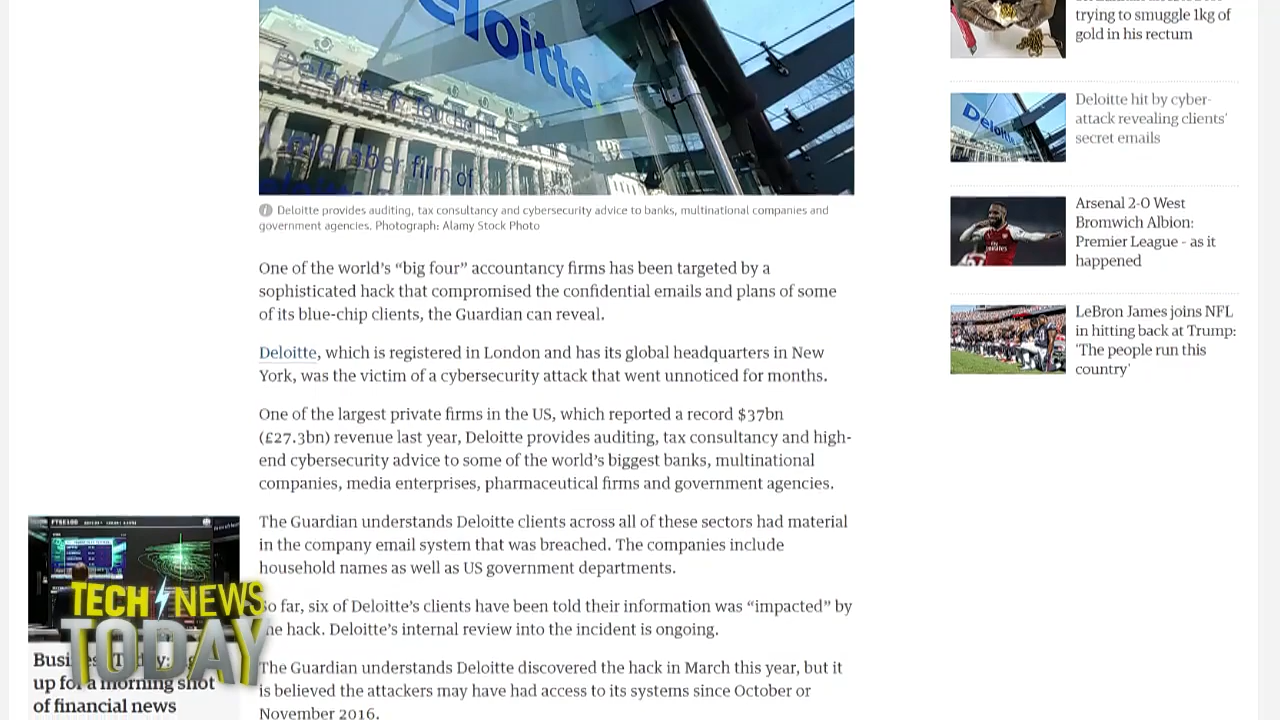 Deloitte
member firm of
Deloitte provides auditing, tax consultancy and cybersecurity advice to banks, multinational companies and
government agencies. Photograph: Alamy Stock Photo
One of the world's “big four” accountancy firms has been targeted by a
sophisticated hack that compromised the confidential emails and plans of some
of its blue-chip clients, the Guardian can reveal.
Deloitte, which is registered in London and has its global headquarters in New
York, was the victim of a cybersecurity attack that went unnoticed for months.
One of the largest private firms in the US, which reported a record $37bn
(£27.3bn) revenue last year, Deloitte provides auditing, tax consultancy and high-
end cybersecurity advice to some of the world's biggest banks, multinational
companies, media enterprises, pharmaceutical firms and government agencies.
The Guardian understands Deloitte clients across all of these sectors had material
in the company email system that was breached. The companies include
household names as well as US government departments.
So far, six of Deloitte's clients have been told their information was “impacted” by
the hack. Deloitte's internal review into the incident is ongoing.
The Guardian understands Deloitte discovered the hack in March this year, but it
is believed the attackers may have had access to its systems since October or
November 2016.
trying to smuggle 1kg of
gold in his rectum
Deloitte
Deloitte hit by cyber-
attack revealing clients'
secret emails
Arsenal 2-0 West
Bromwich Albion:
Premier League - as it
happened
LeBron James joins NFL
in hitting back at Trump:
'The people run this
country'
FTSE100
TECH NEWS
TODAY
up for a morning shot
of financial news